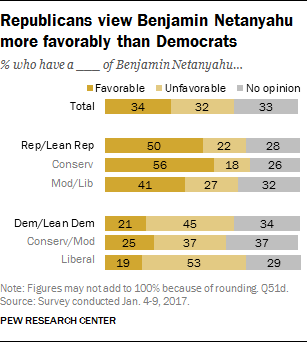 Republicans view Benjamin Netanyahu
more favorably than Democrats
% who have a ___ of Benjamin Netanyahu...
Favorable Unfavorable No opinion
Total 34 32 33
Rep/Lean Rep 50 22 28
Conserv 56 18 26
Mod/Lib 41 27 32
Dem/Lean Dem 21 45 34
Conserv/Mod 25 37 37
Liberal 19 53 29
Note: Figures may not add to 100% because of rounding. Q51d.
Source: Survey conducted Jan. 4-9, 2017.
PEW RESEARCH CENTER